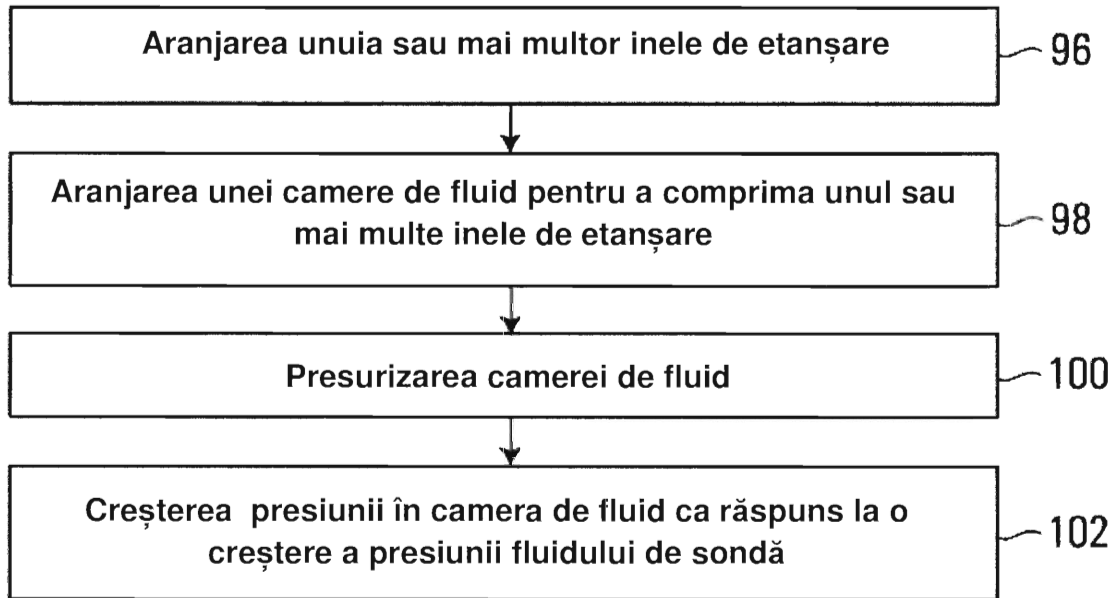 Aranjarea unuia sau mai multor inele de etanșare
96
Aranjarea unei camere de fluid pentru a comprima unul sau
mai multe inele de etanșare
98
Presurizarea camerei de fluid
100
Creșterea presiunii în camera de fluid ca răspuns la o
creștere a presiunii fluidului de sondă
102